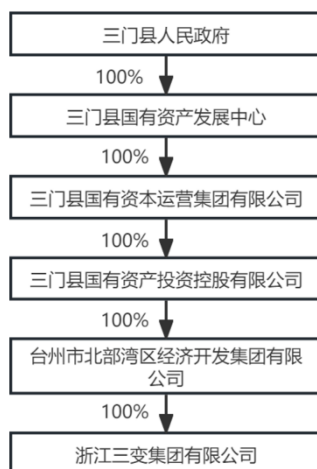 三门县人民政府
100%
三门县国有资产发展中心
100%
三门县国有资本运营集团有限公司
100%
三门县国有资产投资控股有限公司
100%
台州市北部湾区经济开发集团有限
公司
100%
浙江三变集团有限公司